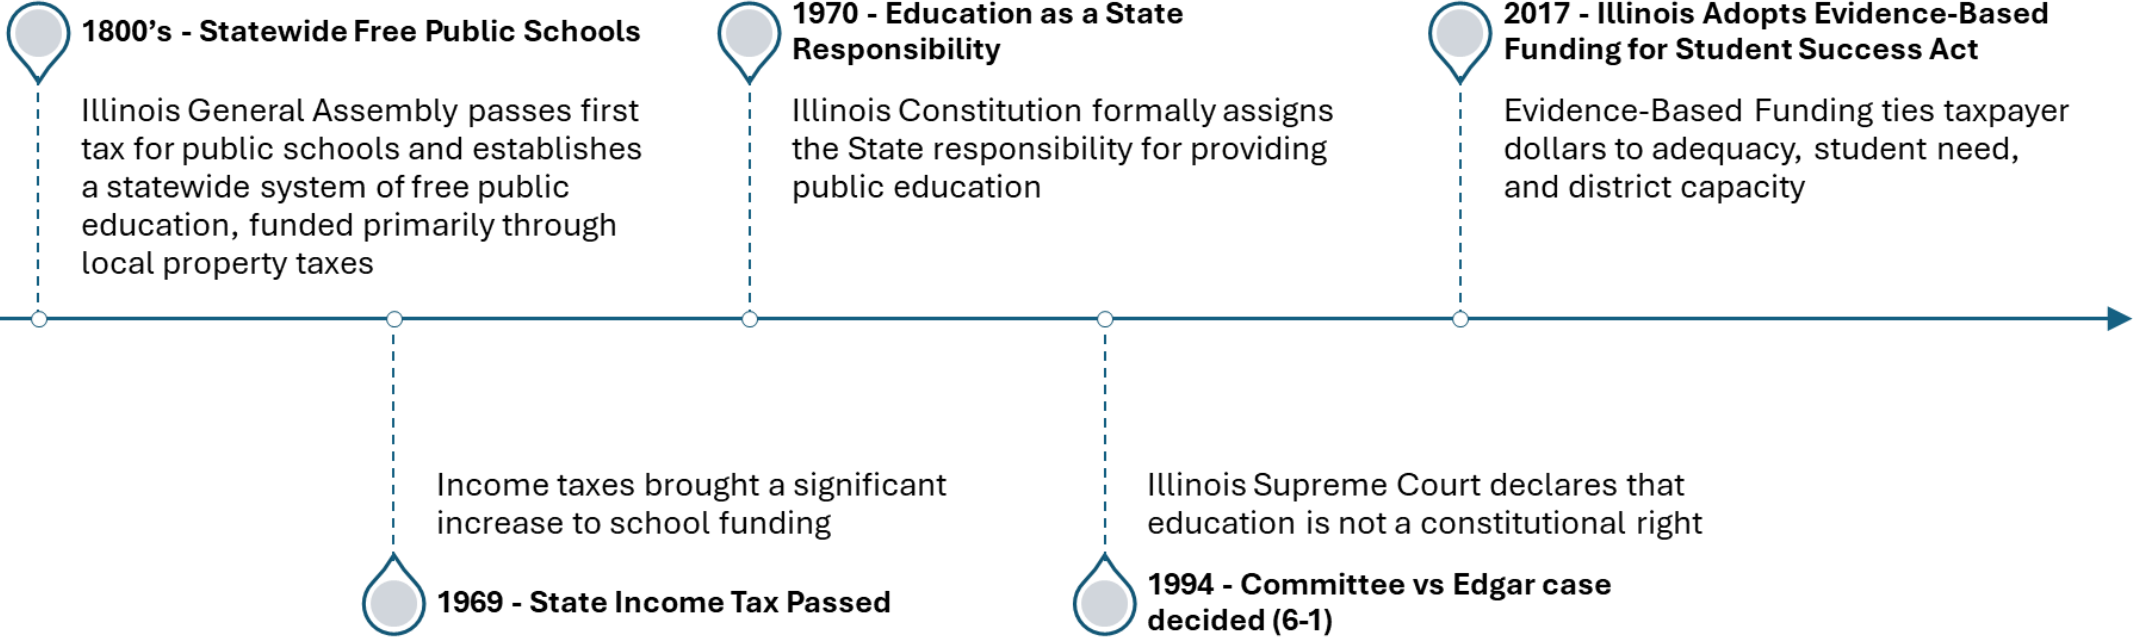 1800’s - Statewide Free Public Schools
Illinois General Assembly passes first
tax for public schools and establishes
a statewide system of free public
education, funded primarily through
local property taxes
1970 - Education as a State
Responsibility
Illinois Constitution formally assigns
the State responsibility for providing
public education
2017 - Illinois Adopts Evidence-Based
Funding for Student Success Act
Evidence-Based Funding ties taxpayer
dollars to adequacy, student need,
and district capacity
Income taxes brought a significant
increase to school funding
1969 - State Income Tax Passed
Illinois Supreme Court declares that
education is not a constitutional right
1994 - Committee vs Edgar case
decided (6-1)